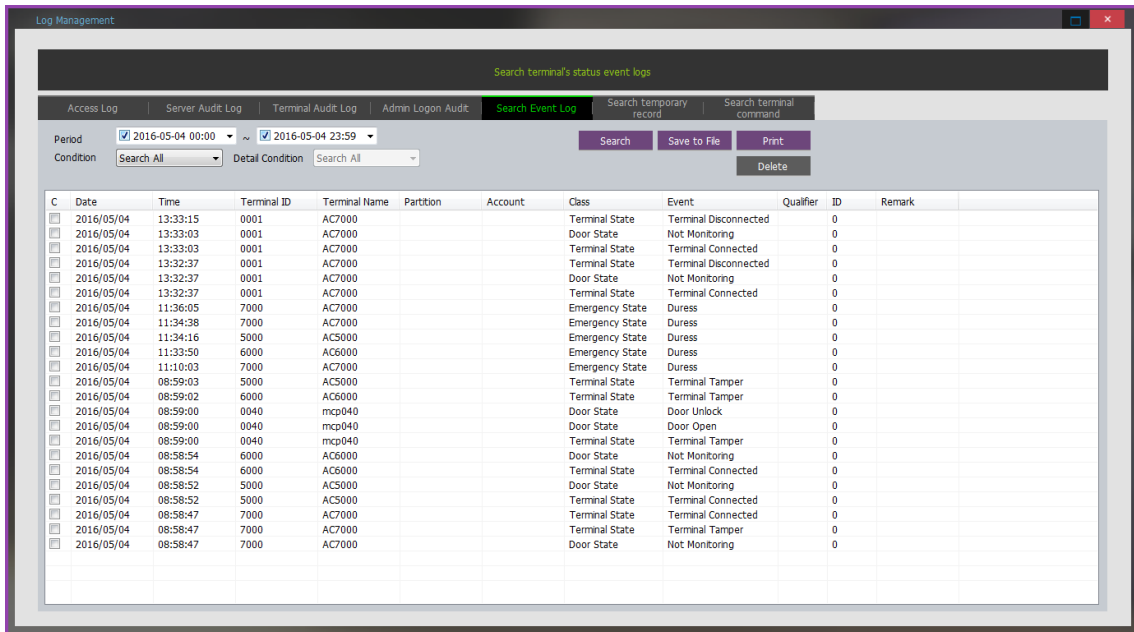 Log Management
Search terminal's status event logs
Access Log Server Audit Log Terminal Audit Log Admin Logon Audit Search Event Log Search temporary record Search terminal command
Period 2016-05-04 00:00 ~ 2016-05-04 23:59 Search Save to File Print
Condition Search All Detail Condition Search All Delete
C Date Time Terminal ID Terminal Name Partition Account Class Event Qualifier ID Remark
2016/05/04 13:33:15 0001 AC7000 Terminal State Terminal Disconnected 0
2016/05/04 13:33:03 0001 AC7000 Door State Not Monitoring 0
2016/05/04 13:33:03 0001 AC7000 Terminal State Terminal Connected 0
2016/05/04 13:32:37 0001 AC7000 Terminal State Terminal Disconnected 0
2016/05/04 13:32:37 0001 AC7000 Door State Not Monitoring 0
2016/05/04 13:32:37 0001 AC7000 Terminal State Terminal Connected 0
2016/05/04 11:36:05 7000 AC7000 Emergency State Duress 0
2016/05/04 11:34:38 7000 AC7000 Emergency State Duress 0
2016/05/04 11:34:16 5000 AC5000 Emergency State Duress 0
2016/05/04 11:33:50 6000 AC6000 Emergency State Duress 0
2016/05/04 11:10:03 7000 AC7000 Emergency State Duress 0
2016/05/04 08:59:03 5000 AC5000 Terminal State Terminal Tamper 0
2016/05/04 08:59:02 6000 AC6000 Terminal State Terminal Tamper 0
2016/05/04 08:59:00 0040 mcp040 Door State Door Unlock 0
2016/05/04 08:59:00 0040 mcp040 Door State Door Open 0
2016/05/04 08:59:00 0040 mcp040 Terminal State Terminal Tamper 0
2016/05/04 08:58:54 6000 AC6000 Door State Not Monitoring 0
2016/05/04 08:58:54 6000 AC6000 Terminal State Terminal Connected 0
2016/05/04 08:58:52 5000 AC5000 Door State Not Monitoring 0
2016/05/04 08:58:52 5000 AC5000 Terminal State Terminal Connected 0
2016/05/04 08:58:47 7000 AC7000 Terminal State Terminal Connected 0
2016/05/04 08:58:47 7000 AC7000 Terminal State Terminal Tamper 0
2016/05/04 08:58:47 7000 AC7000 Door State Not Monitoring 0